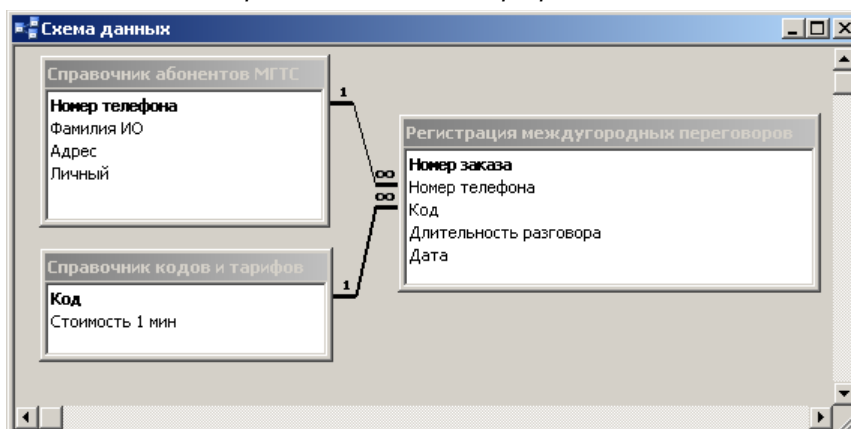 Схема данных
Справочник абонентов МГТС
Номер телефона
Фамилия ИО
Адрес
Личный
1
∞
Регистрация междугородных переговоров
Номер заказа
Номер телефона
Код
Длительность разговора
Дата
∞
1
Справочник кодов и тарифов
Код
Стоимость 1 мин